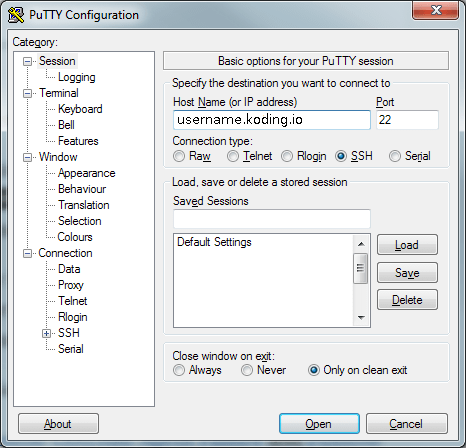 PuTTY Configuration
Category:
Session
Logging
Terminal
Keyboard
Bell
Features
Window
Appearance
Behaviour
Translation
Selection
Colours
Connection
Data
Proxy
Telnet
Rlogin
SSH
Serial
Basic options for your PuTTY session
Specify the destination you want to connect to
Host Name (or IP address) Port
username.koding.io 22
Connection type:
Raw Telnet Rlogin SSH Serial
Load, save or delete a stored session
Saved Sessions
Default Settings
Load
Save
Delete
Close window on exit:
Always Never Only on clean exit
About Open Cancel